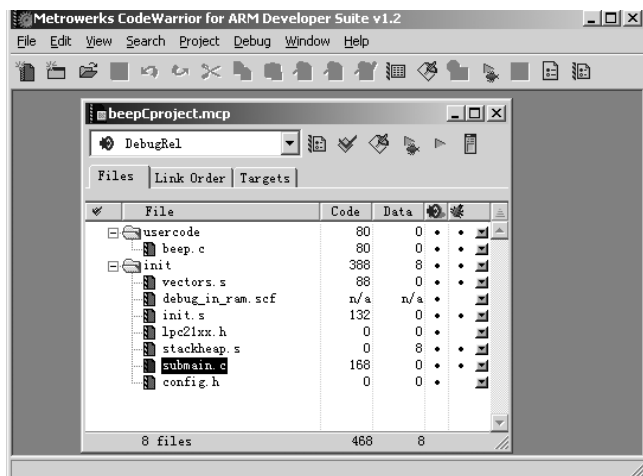 Metrowerks CodeWarrior for ARM Developer Suite v1.2
File Edit View Search Project Debug Window Help
beepCproject.mcp
DebugRel
Files Link Order Targets
File Code Data
usercode 80 0
beep.c 80 0
init 388 8
vectors.s 88 0
debug_in_ram.scf n/a n/a
init.s 132 0
lpc21xx.h 0 0
stackheap.s 0 8
submain.c 168 0
config.h 0 0
8 files 468 8